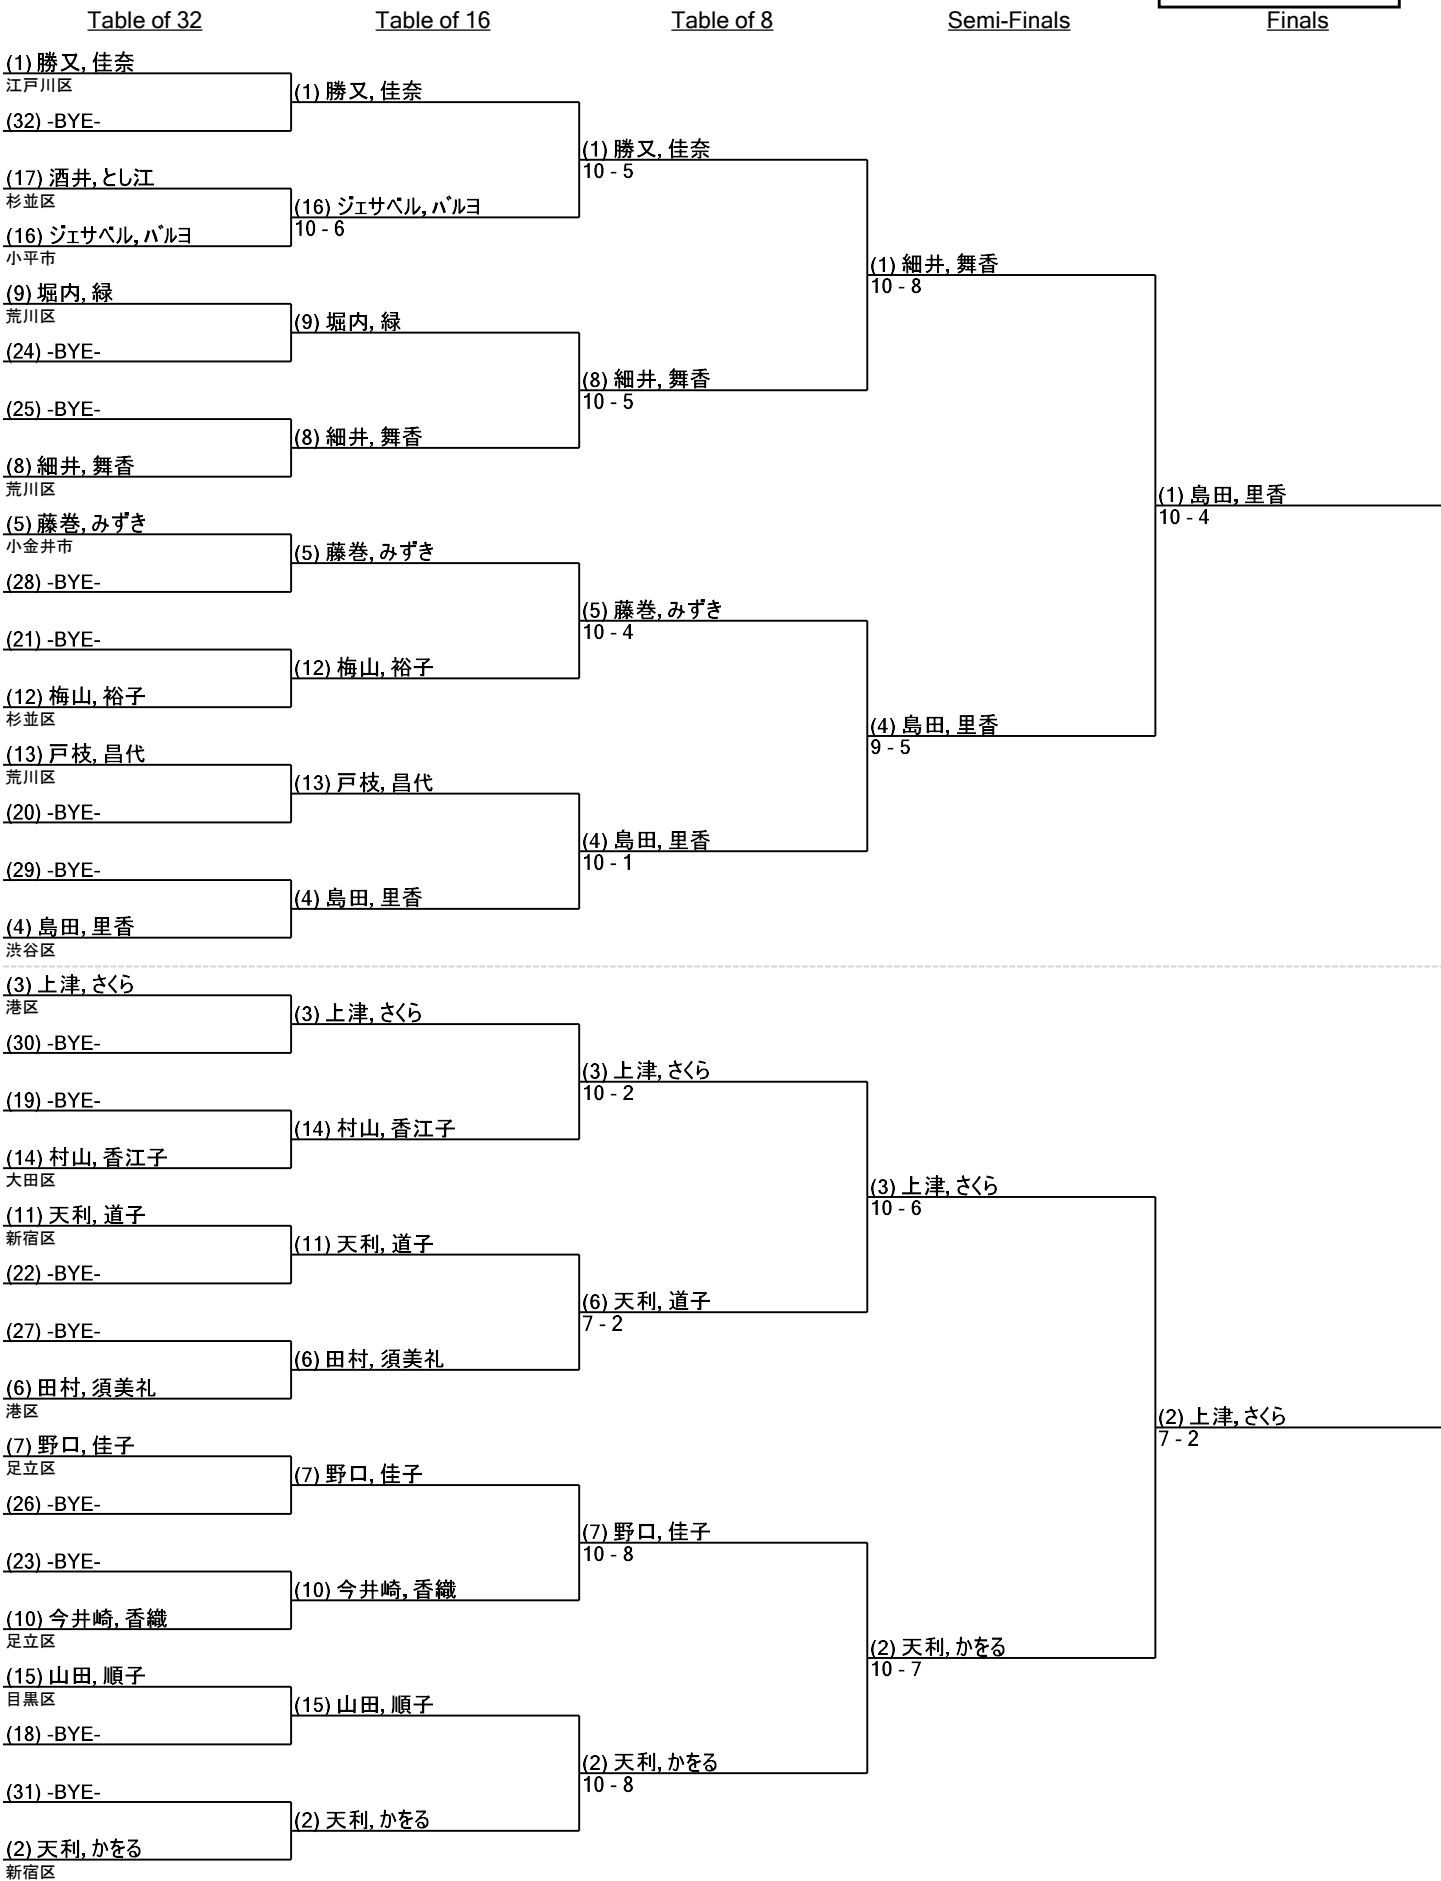 Table of 32
Table of 16
Table of 8
Semi-Finals
Finals
(1) 勝又, 佳奈
江戸川区
(32) -BYE-
(17) 酒井, とし江
杉並区
(16) ジェサベル, バルヨ
小平市
(9) 堀内, 緑
荒川区
(24) -BYE-
(25) -BYE-
(8) 細井, 舞香
荒川区
(5) 藤巻, みずき
小金井市
(28) -BYE-
(21) -BYE-
(12) 梅山, 裕子
杉並区
(13) 戸枝, 昌代
荒川区
(20) -BYE-
(29) -BYE-
(4) 島田, 里香
渋谷区
(3) 上津, さくら
港区
(30) -BYE-
(19) -BYE-
(14) 村山, 香江子
大田区
(11) 天利, 道子
新宿区
(22) -BYE-
(27) -BYE-
(6) 田村, 須美礼
港区
(7) 野口, 佳子
足立区
(26) -BYE-
(23) -BYE-
(10) 今井崎, 香織
足立区
(15) 山田, 順子
目黒区
(18) -BYE-
(31) -BYE-
(2) 天利, かをる
新宿区
(1) 勝又, 佳奈
(16) ジェサベル, バルヨ
10 - 6
(9) 堀内, 緑
(8) 細井, 舞香
(5) 藤巻, みずき
(12) 梅山, 裕子
(13) 戸枝, 昌代
(4) 島田, 里香
(3) 上津, さくら
(14) 村山, 香江子
(11) 天利, 道子
(6) 田村, 須美礼
(7) 野口, 佳子
(10) 今井崎, 香織
(15) 山田, 順子
(2) 天利, かをる
(1) 勝又, 佳奈
10 - 5
(8) 細井, 舞香
10 - 5
(5) 藤巻, みずき
10 - 4
(4) 島田, 里香
10 - 1
(3) 上津, さくら
10 - 2
(6) 天利, 道子
7 - 2
(7) 野口, 佳子
10 - 8
(2) 天利, かをる
10 - 8
(1) 細井, 舞香
10 - 8
(4) 島田, 里香
9 - 5
(3) 上津, さくら
10 - 6
(2) 天利, かをる
10 - 7
(1) 島田, 里香
10 - 4
(2) 上津, さくら
7 - 2